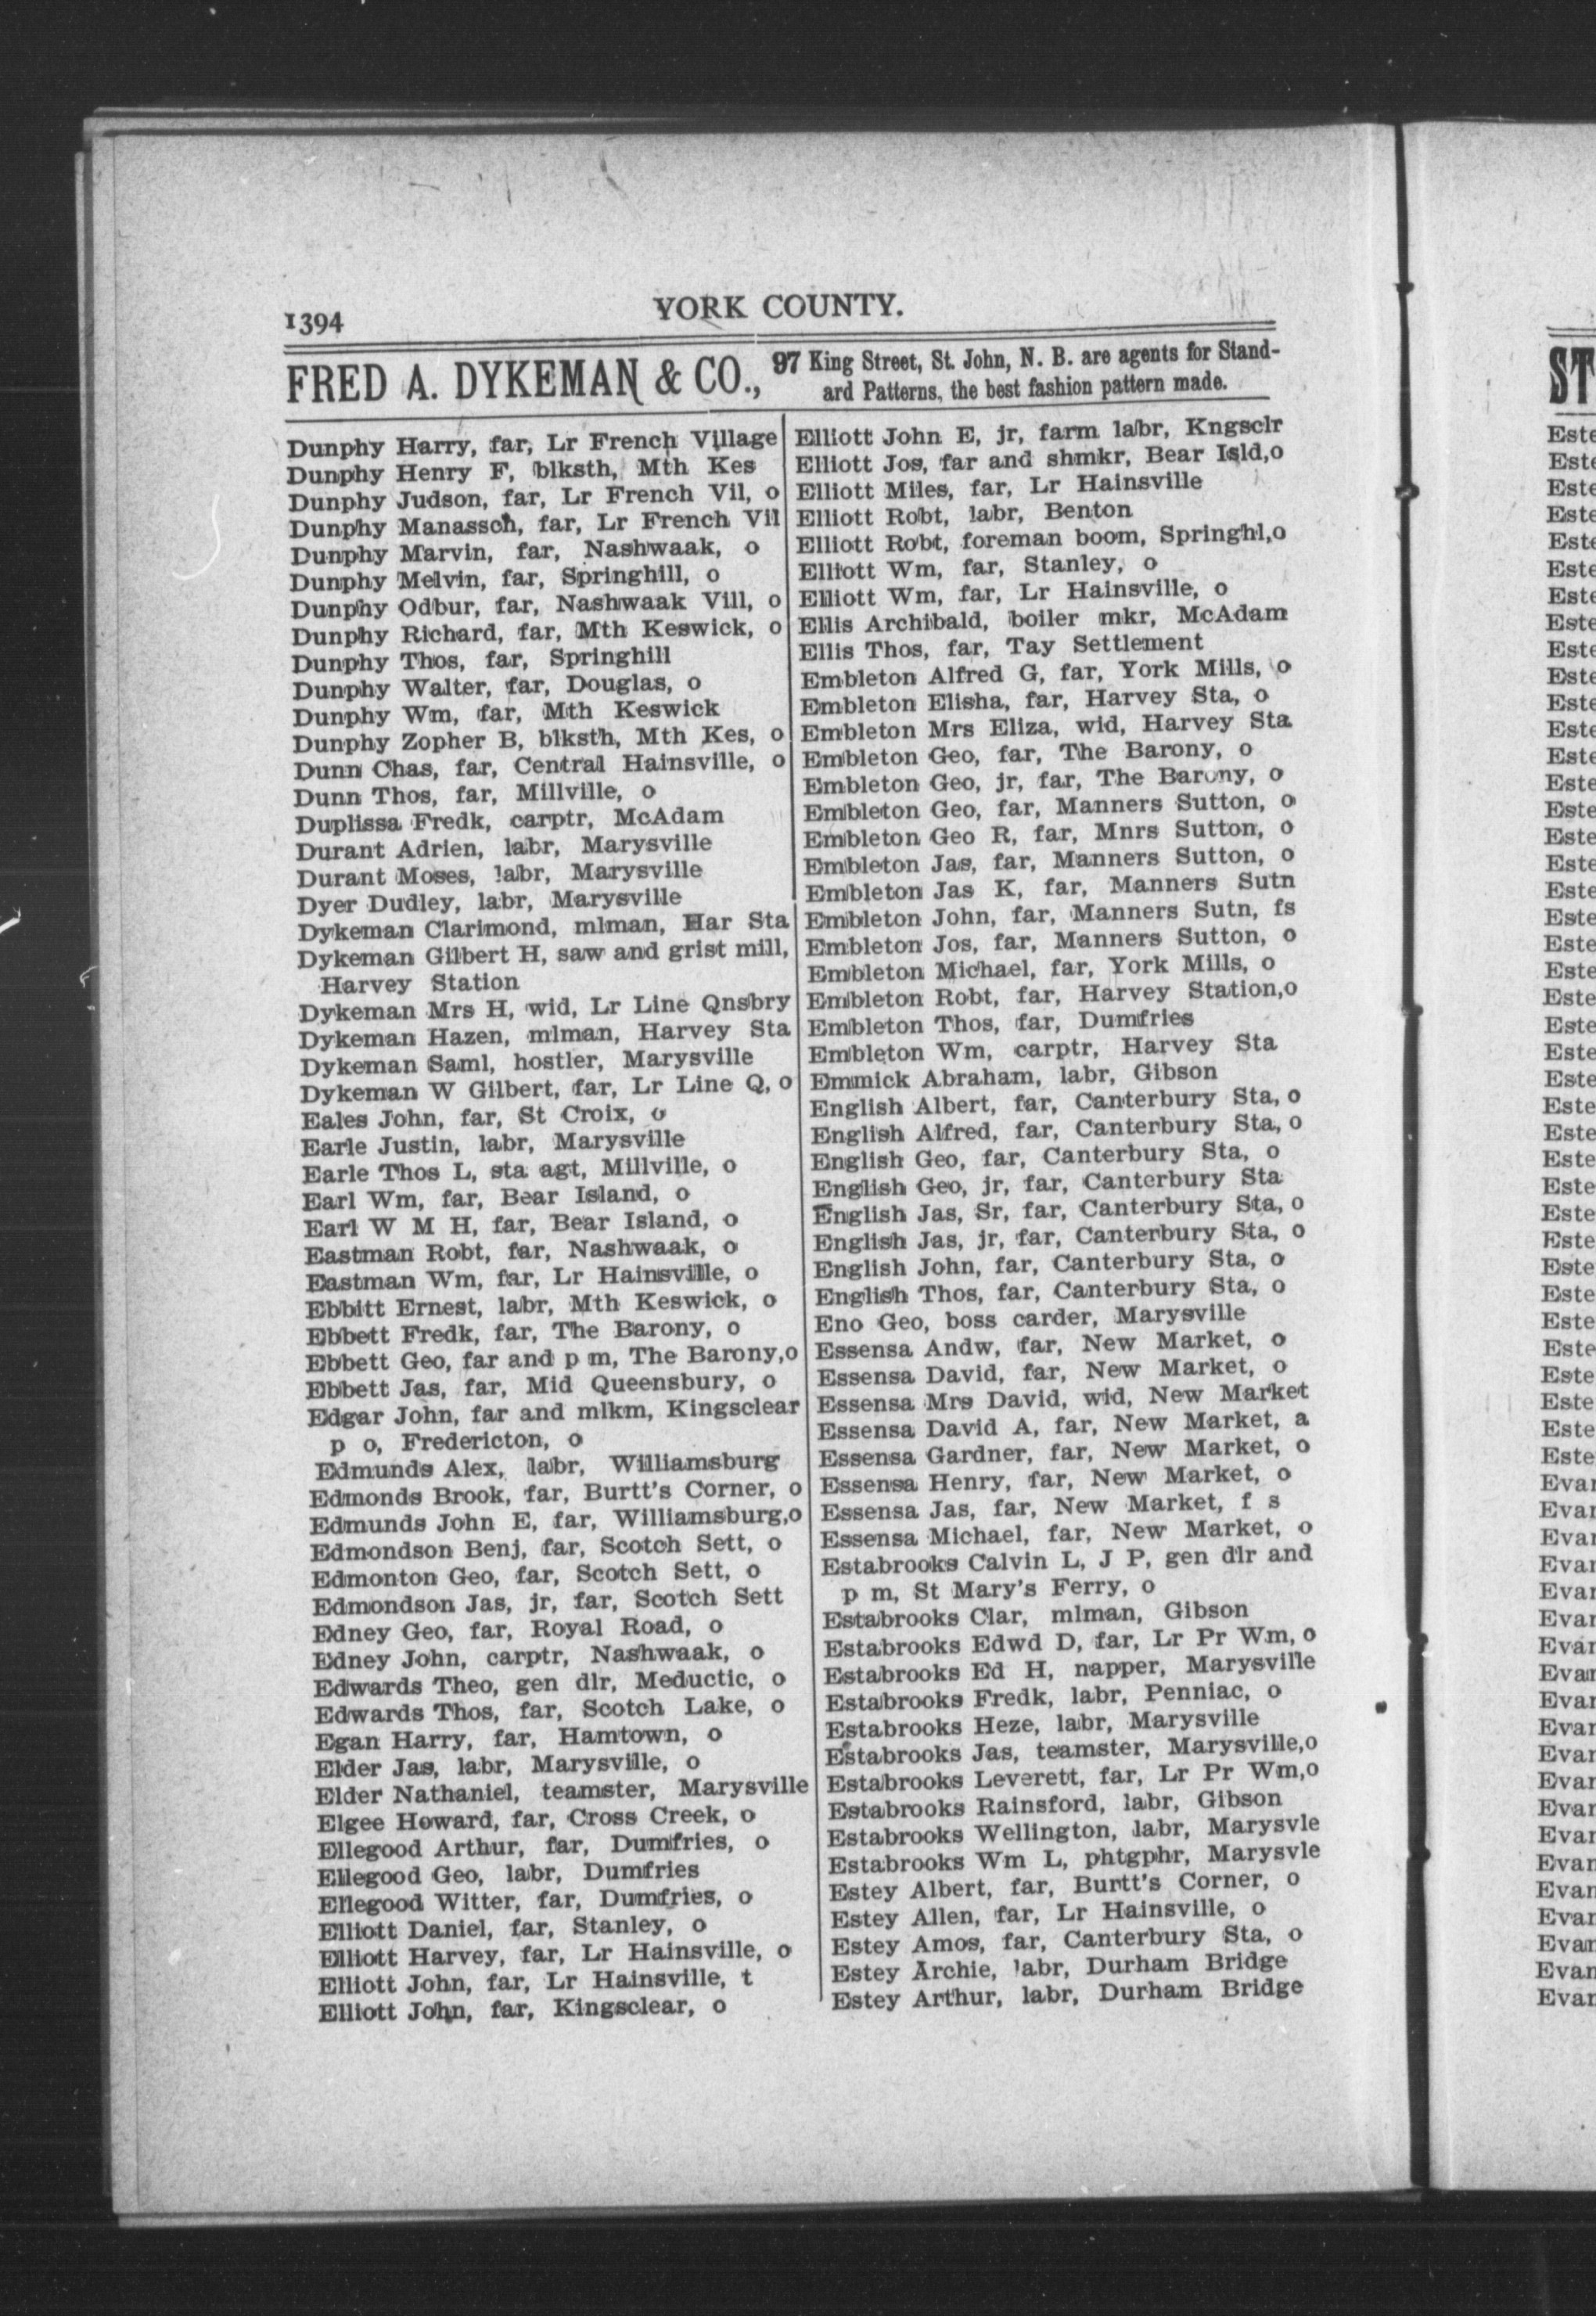 1394
YORK COUNTY.
FRED A. DYKEMAN & CO.,
97 King Street, St. John, N. B. are agents for Stand-
ard Patterns, the best fashion pattern made.
Dunphy Harry, far, Lr French Village
Dunphy Henry F, blksth, Mth Kes
Dunphy Judson, far, Lr French Vil, o
Dunphy Manassch, far, Lr French Vil
Dunphy Marvin, far, Nashwaak, o
Dunphy Melvin, far, Springhill, o
Dunphy Odbur, far, Nashwaak Vill, o
Dunphy Richard, far, Mth Keswick, o
Dunphy Thos, far, Springhill
Dunphy Walter, far, Douglas, o
Dunphy Wm, far, Mth Keswick
Dunphy Zopher B, blksth, Mth Kes, o
Dunn Chas, far, Central Hainsville, o
Dunn Thos, far, Millville, o
Duplissa Fredk, carptr, McAdam
Durant Adrien, labr, Marysville
Durant Moses, labr, Marysville
Dyer Dudley, labr, Marysville
Dykeman Clarimond, mlman, Har Sta
Dykeman Gilbert H, saw and grist mill,
Harvey Station
Dykeman Mrs H, wid, Lr Line Qnsbry
Dykeman Hazen, mlman, Harvey Sta
Dykeman Saml, hostler, Marysville
Dykeman W Gilbert, far, Lr Line Q, o
Eales John, far, St Croix, o
Earle Justin, labr, Marysville
Earle Thos L, sta agt, Millville, o
Earl Wm, far, Bear Island, o
Earl W M H, far, Bear Island, o
Eastman Robt, far, Nashwaak, o
Eastman Wm, far, Lr Hainsville, o
Ebbitt Ernest, labr, Mth Keswick, o
Ebbett Fredk, far, The Barony, o
Ebbett Geo, far and p m, The Barony,o
Ebbett Jas, far, Mid Queensbury, o
Edgar John, far and mlkm, Kingsclear
p o, Fredericton, o
Edmunds Alex, labr, Williamsburg
Edmonds Brook, far, Burtt's Corner, o
Edmunds John E, far, Williamsburg,o
Edmondson Benj, far, Scotch Sett, o
Edmonton Geo, far, Scotch Sett, o
Edmondson Jas, jr, far, Scotch Sett
Edney Geo, far, Royal Road, o
Edney John, carptr, Nashwaak, o
Edwards Theo, gen dlr, Meductic, o
Edwards Thos, far, Scotch Lake, o
Egan Harry, far, Hamtown, o
Elder Jas, labr, Marysville, o
Elder Nathaniel, teamster, Marysville
Elgee Howard, far, Cross Creek, o
Ellegood Arthur, far, Dumfries, o
Ellegood Geo, labr, Dumfries
Ellegood Witter, far, Dumfries, o
Elliott Daniel, far, Stanley, o
Elliott Harvey, far, Lr Hainsville, o
Elliott John, far, Lr Hainsville, t
Elliott John, far, Kingsclear, o
Elliott John E, jr, farm labr, Kngsclr
Elliott Jos, far and shmkr, Bear Isld,o
Elliott Miles, far, Lr Hainsville
Elliott Robt, labr, Benton
Elliott Robt, foreman boom, Springhl,o
Elliott Wm, far, Stanley, o
Elliott Wm, far, Lr Hainsville, o
Ellis Archibald, boiler mkr, McAdam
Ellis Thos, far, Tay Settlement
Embleton Alfred G, far, York Mills, o
Embleton Elisha, far, Harvey Sta, o
Embleton Mrs Eliza, wid, Harvey Sta
Embleton Geo, far, The Barony, o
Embleton Geo, jr, far, The Barony, o
Embleton Geo, far, Manners Sutton, o
Embleton Geo R, far, Mnrs Sutton, o
Embleton Jas, far, Manners Sutton, o
Embleton Jas K, far, Manners Sutn
Embleton John, far, Manners Sutn, fs
Embleton Jos, far, Manners Sutton, o
Embleton Michael, far, York Mills, o
Embleton Robt, far, Harvey Station,o
Embleton Thos, far, Dumfries
Embleton Wm, carptr, Harvey Sta
Emmick Abraham, labr, Gibson
English Albert, far, Canterbury Sta, o
English Alfred, far, Canterbury Sta, o
English Geo, far, Canterbury Sta, o
English Geo, jr, far, Canterbury Sta
English Jas, Sr, far, Canterbury Sta, o
English Jas, jr, far, Canterbury Sta, o
English John, far, Canterbury Sta, o
English Thos, far, Canterbury Sta, o
Eno Geo, boss carder, Marysville
Essensa Andw, far, New Market, o
Essensa David, far, New Market, o
Essensa Mrs David, wid, New Market
Essensa David A, far, New Market, a
Essensa Gardner, far, New Market, o
Essensa Henry, far, New Market, o
Essensa Jas, far, New Market, f s
Essensa Michael, far, New Market, o
Estabrooks Calvin L, J P, gen dlr and
p m, St Mary's Ferry, o
Estabrooks Clar, mlman, Gibson
Estabrooks Edwd D, far, Lr Pr Wm, o
Estabrooks Ed H, napper, Marysville
Estabrooks Fredk, labr, Penniac, o
Estabrooks Heze, labr, Marysville
Estabrooks Jas, teamster, Marysville,o
Estabrooks Leverett, far, Lr Pr Wm,o
Estabrooks Rainsford, labr, Gibson
Estabrooks Wellington, labr, Marysvle
Estabrooks Wm L, phtgphr, Marysvle
Estey Albert, far, Burtt's Corner, o
Estey Allen, far, Lr Hainsville, o
Estey Amos, far, Canterbury Sta, o
Estey Archie, labr, Durham Bridge
Estey Arthur, labr, Durham Bridge